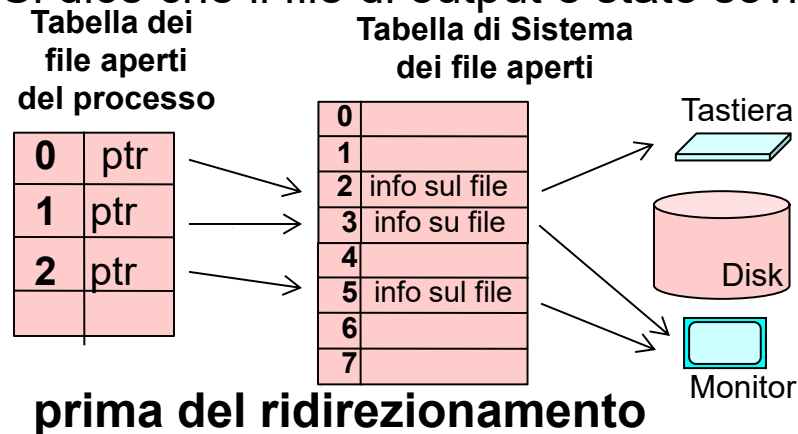 Tabella dei
file aperti
del processo
Tabella di Sistema
dei file aperti
0 ptr
1 ptr
2 ptr
0
1
2 info sul file
3 info su file
4
5 info sul file
6
7
Tastiera
Disk
Monitor
prima del ridirezionamento